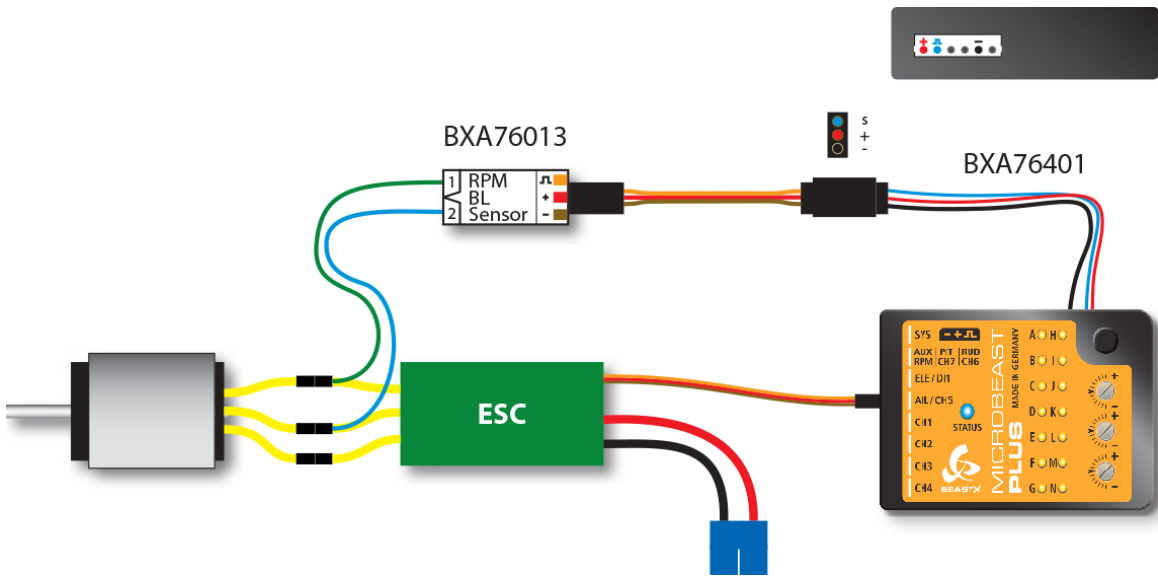 + −
BXA76013
1 RPM
BL +
2 Sensor -
s
+
-
BXA76401
ESC
SYS - +
AUX PIT RUD
RPM CH7 CH6
ELE / DI1
AIL / CH5
CH1
CH2
CH3
CH4
STATUS
BEASTX
MICROBEAST
PLUS
MADE IN GERMANY
A H
B I
C J
D K
E L
F M
G N
+
-
+
-
+
-